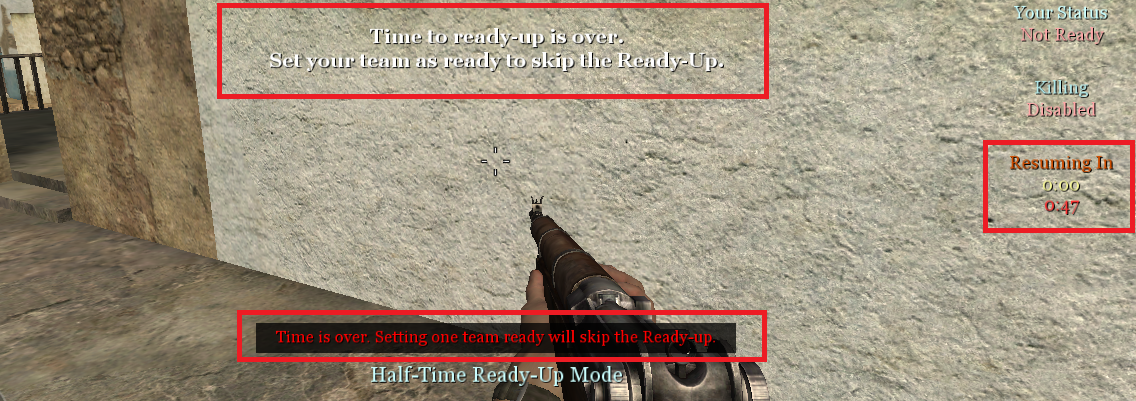 Time to ready-up is over.
Set your team as ready to skip the Ready-Up.
Your Status
Not Ready
Killing
Disabled
Resuming In
0:00
0:47
Time is over. Setting one team ready will skip the Ready-up.
Half-Time Ready-Up Mode